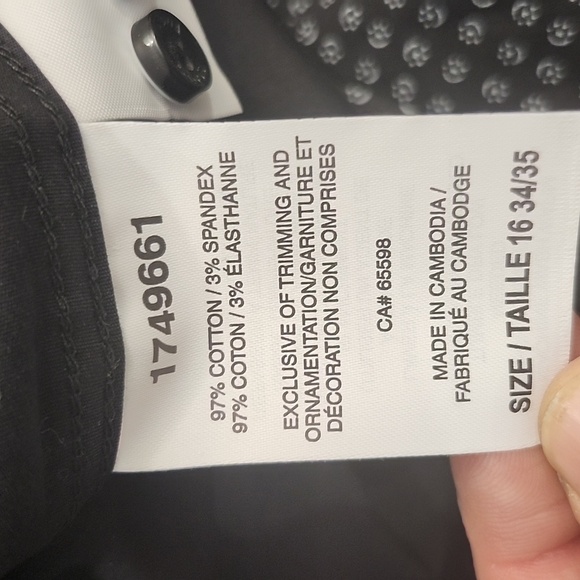 1749661
97% COTTON / 3% SPANDEX
97% COTON / 3% ÉLASTHANNE
EXCLUSIVE OF TRIMMING AND
ORNAMENTATION/GARNITURE ET
DÉCORATION NON COMPRISES
CA# 65598
MADE IN CAMBODIA /
FABRIQUÉ AU CAMBODGE
SIZE / TAILLE 16 34/35